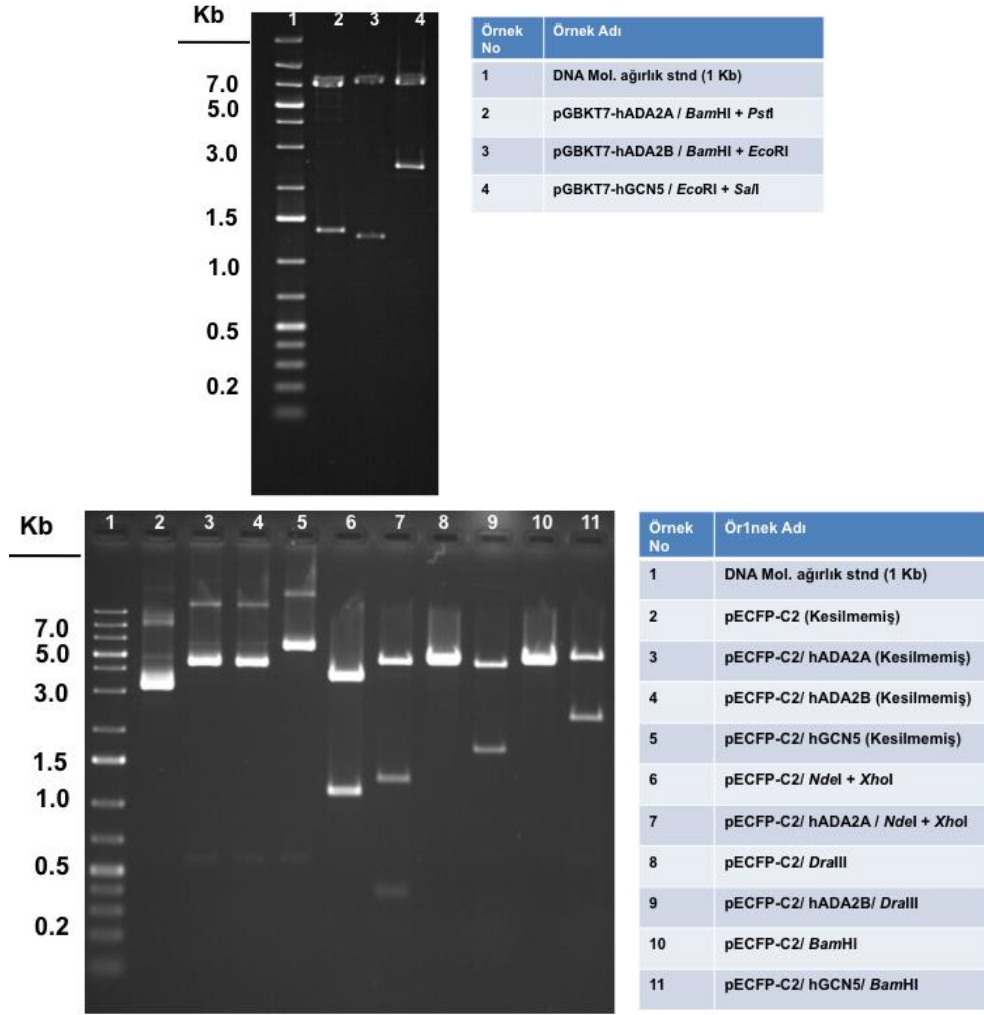 Kb
1 2 3 4
7.0
5.0
3.0
1.5
1.0
0.5
0.2
Örnek No Örnek Adı
1 DNA Mol. ağırlık stnd (1 Kb)
2 pGBKT7-hADA2A / BamHI + PstI
3 pGBKT7-hADA2B / BamHI + EcoRI
4 pGBKT7-hGCN5 / EcoRI + SalI
Kb
1 2 3 4 5 6 7 8 9 10 11
7.0
5.0
3.0
1.5
1.0
0.5
0.2
Örnek No Ör1nek Adı
1 DNA Mol. ağırlık stnd (1 Kb)
2 pECFP-C2 (Kesilmemiş)
3 pECFP-C2/ hADA2A (Kesilmemiş)
4 pECFP-C2/ hADA2B (Kesilmemiş)
5 pECFP-C2/ hGCN5 (Kesilmemiş)
6 pECFP-C2/ NdeI + XhoI
7 pECFP-C2/ hADA2A / NdeI + XhoI
8 pECFP-C2/ DraIII
9 pECFP-C2/ hADA2B/ DraIII
10 pECFP-C2/ BamHI
11 pECFP-C2/ hGCN5/ BamHI